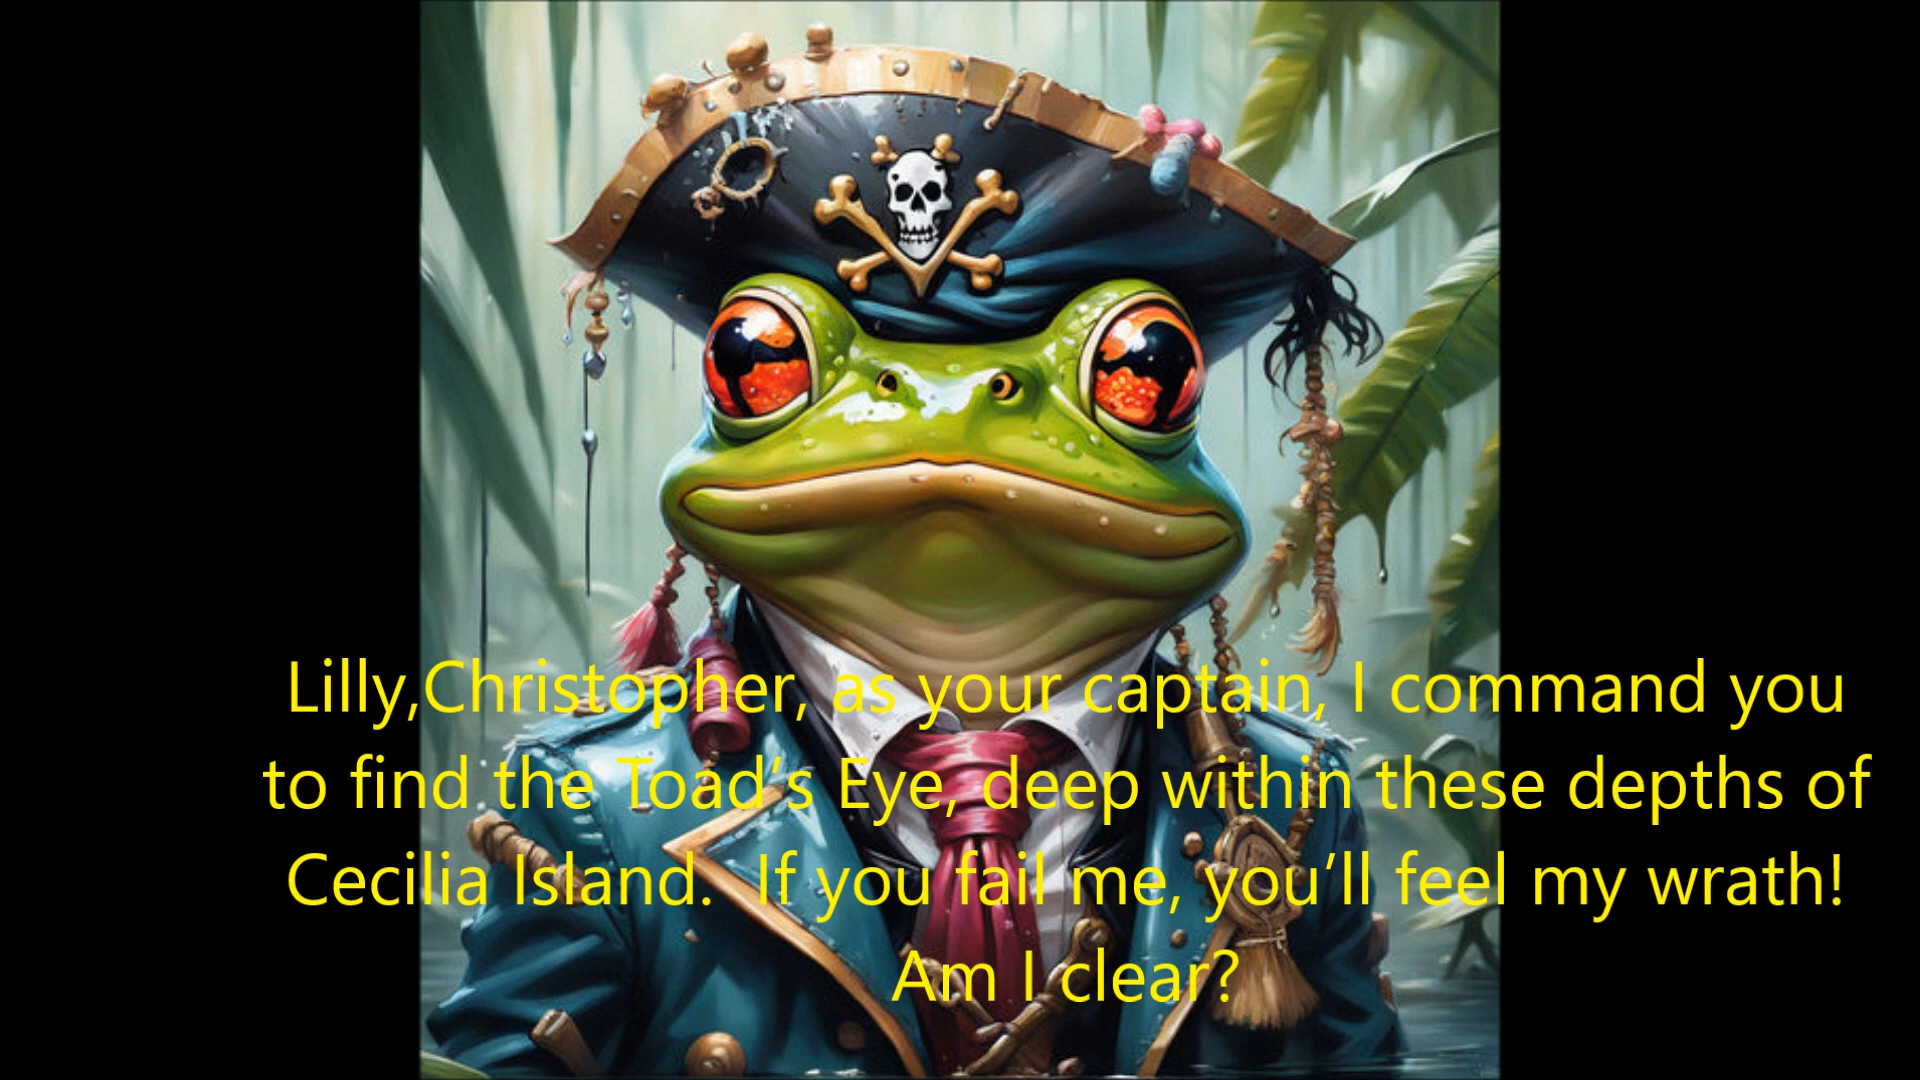 Lilly,Christopher, as your captain, I command you
to find the Toad’s Eye, deep within these depths of
Cecilia Island.  If you fail me, you’ll feel my wrath!
Am I clear?